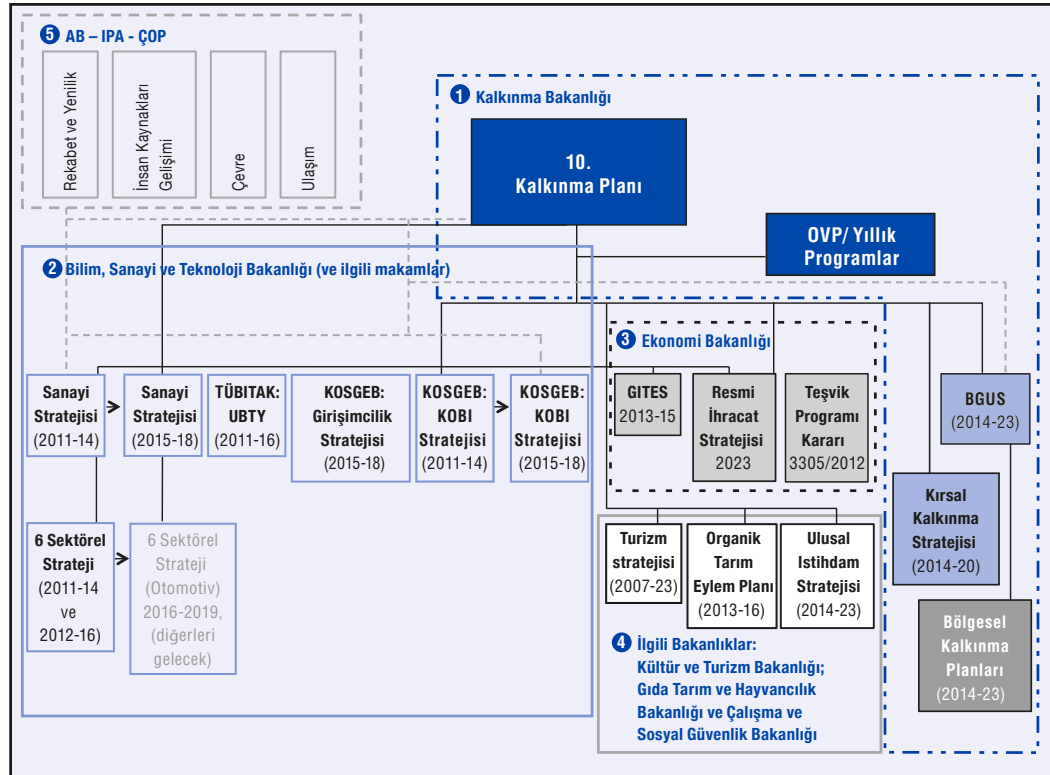 5 AB – IPA - ÇOP
Rekabet ve Yenilik
İnsan Kaynakları
Gelişimi
Çevre
Ulaşım
1 Kalkınma Bakanlığı
10.
Kalkınma Planı
OVP/ Yıllık
Programlar
2 Bilim, Sanayi ve Teknoloji Bakanlığı (ve ilgili makamlar)
Sanayi
Stratejisi
(2011-14)
Sanayi
Stratejisi
(2015-18)
TÜBITAK:
UBTY
(2011-16)
KOSGEB:
Girişimcilik
Stratejisi
(2015-18)
KOSGEB:
KOBI
Stratejisi
(2011-14)
KOSGEB:
KOBI
Stratejisi
(2015-18)
6 Sektörel
Strateji
(2011-14
ve
2012-16)
6 Sektörel
Strateji
(Otomotiv)
2016-2019,
(diğerleri
gelecek)
3 Ekonomi Bakanlığı
GITES
2013-15
Resmi
İhracat
Stratejisi
2023
Teşvik
Programı
Kararı
3305/2012
Turizm
stratejisi
(2007-23)
Organik
Tarım
Eylem Planı
(2013-16)
Ulusal
Istihdam
Stratejisi
(2014-23)
4 İlgili Bakanlıklar:
Kültür ve Turizm Bakanlığı;
Gıda Tarım ve Hayvancılık
Bakanlığı ve Çalışma ve
Sosyal Güvenlik Bakanlığı
BGUS
(2014-23)
Kırsal
Kalkınma
Stratejisi
(2014-20)
Bölgesel
Kalkınma
Planları
(2014-23)